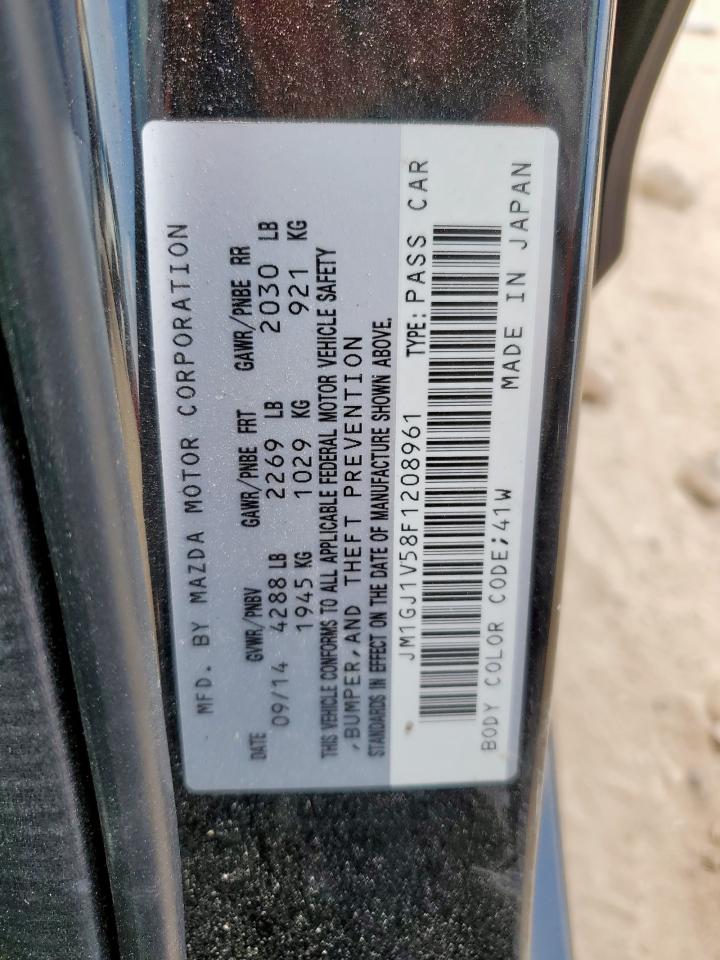 MFD. BY MAZDA MOTOR CORPORATION
DATE GVWR/PNBV GAWR/PNBE FRT GAWR/PNBE RR
09/14 4288 LB 2269 LB 2030 LB
1945 KG 1029 KG 921 KG
THIS VEHICLE CONFORMS TO ALL APPLICABLE FEDERAL MOTOR VEHICLE SAFETY
,BUMPER,AND THEFT PREVENTION
STANDARDS IN EFFECT ON THE DATE OF MANUFACTURE SHOWN ABOVE.
JM1GJ1V58F1208961 TYPE: PASS CAR
BODY COLOR CODE;41W MADE IN JAPAN